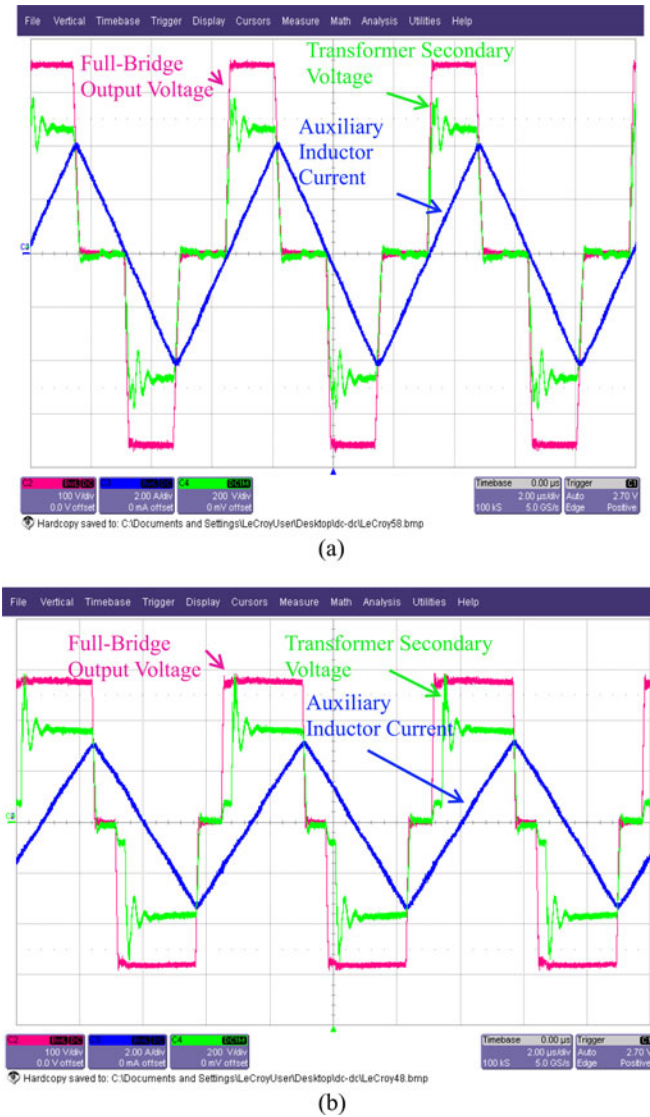 File Vertical Timebase Trigger Display Cursors Measure Math Analysis Utilities Help
Full-Bridge
Output Voltage
Transformer Secondary
Voltage
Auxiliary
Inductor
Current
C2 DC
100 V/div
0.0 V offset
2.00 A/div
0 mA offset
C4 DC1M
200 V/div
0 mV offset
Timebase 0.00 µs
2.00 µs/div
100 kS 5.0 GS/s
Trigger C1
Auto 2.70 V
Edge Positive
Hardcopy saved to: C:\Documents and Settings\LeCroyUser\Desktop\dc-dc\LeCroy58.bmp
(a)
File Vertical Timebase Trigger Display Cursors Measure Math Analysis Utilities Help
Full-Bridge
Output Voltage
Transformer Secondary
Voltage
Auxiliary
Inductor Current
C2 DC
100 V/div
0.0 V offset
2.00 A/div
0 mA offset
C4 DC1M
200 V/div
0 mV offset
Timebase 0.00 µs
2.00 µs/div
100 kS 5.0 GS/s
Trigger
Auto 2.70 V
Edge Positive
Hardcopy saved to: C:\Documents and Settings\LeCroyUser\Desktop\dc-dc\LeCroy48.bmp
(b)